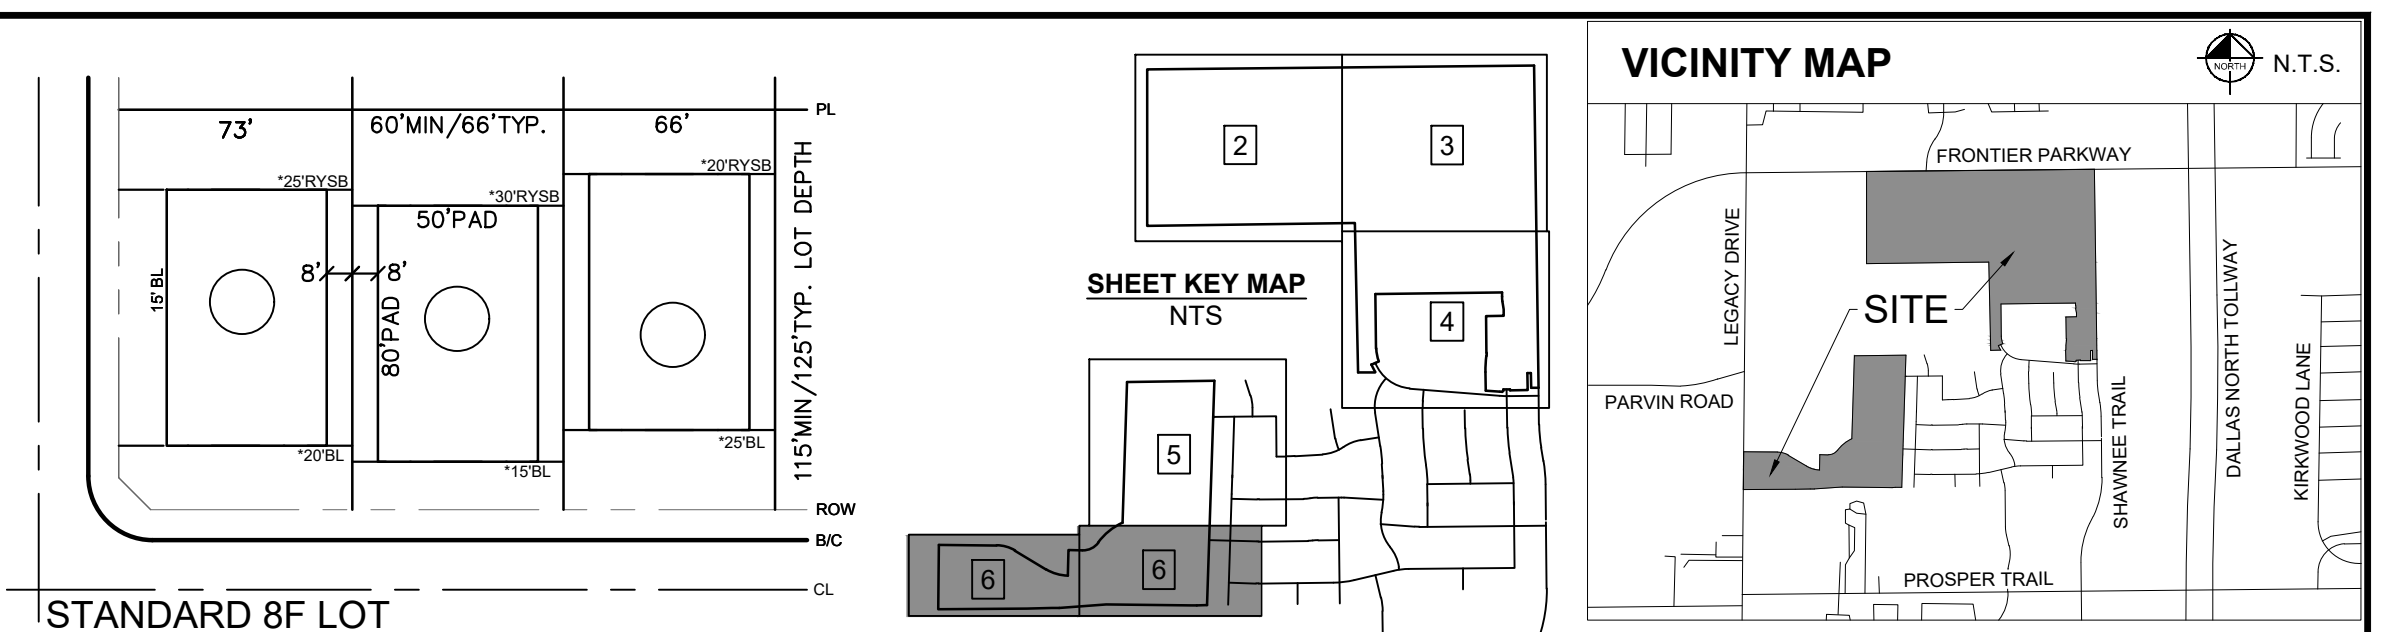 PL
73'
60'MIN/66'TYP.
66'
*25'RYSB
*30'RYSB
*20'RYSB
50'PAD
8'
8'
15' BL
80'PAD
115'MIN/125'TYP. LOT DEPTH
*20'BL
*15'BL
*25'BL
ROW
B/C
CL
STANDARD 8F LOT
2
3
SHEET KEY MAP
NTS
4
5
6
6
VICINITY MAP
NORTH
N.T.S.
FRONTIER PARKWAY
LEGACY DRIVE
SITE
PARVIN ROAD
SHAWNEE TRAIL
DALLAS NORTH TOLLWAY
KIRKWOOD LANE
PROSPER TRAIL